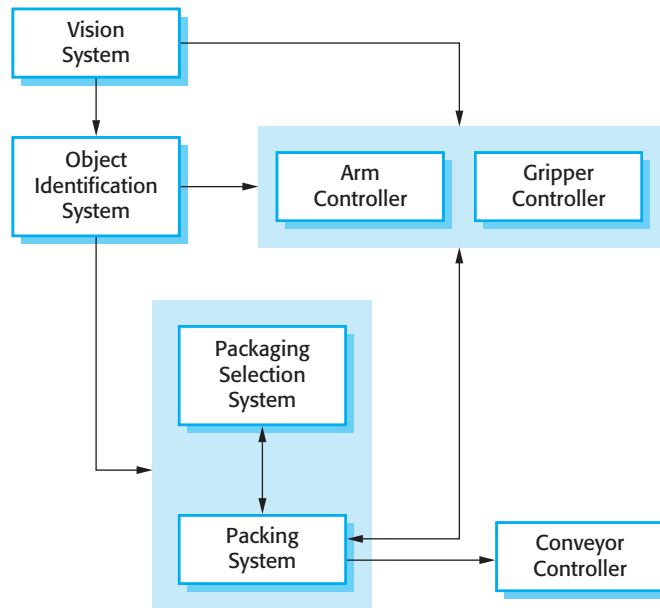 Vision
System
Object
Identification
System
Arm
Controller
Gripper
Controller
Packaging
Selection
System
Packing
System
Conveyor
Controller